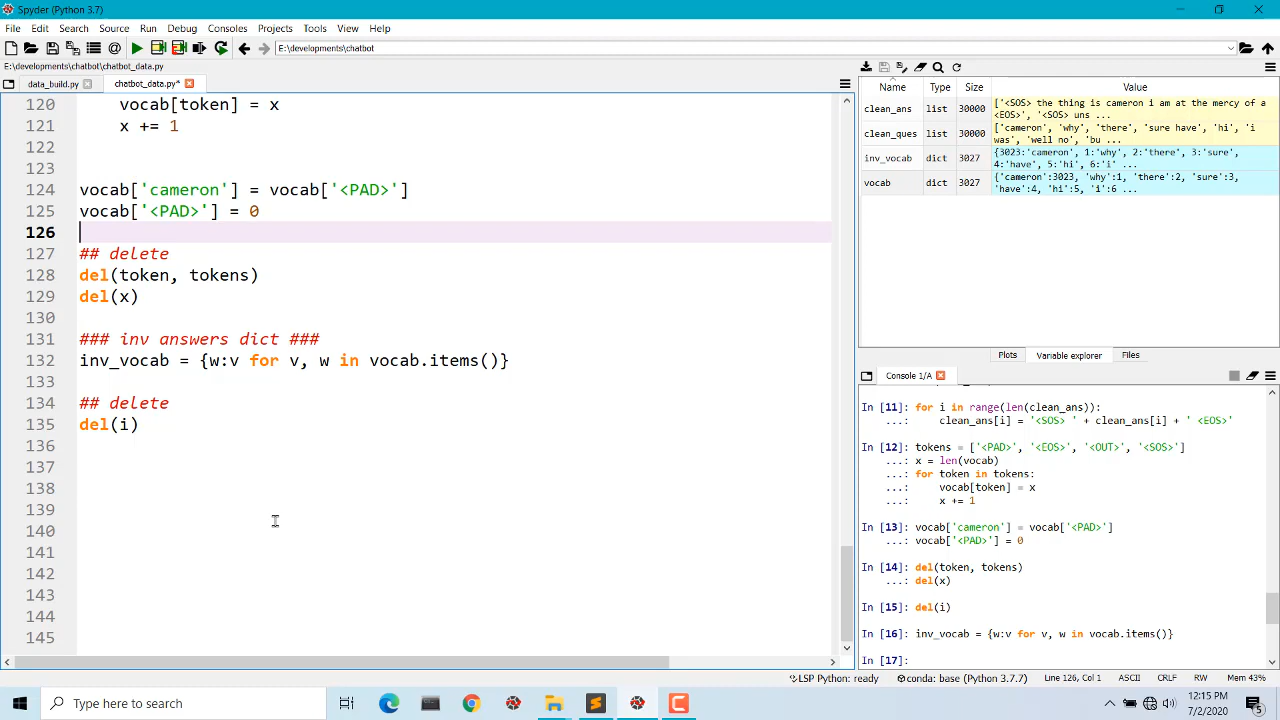 Spyder (Python 3.7)
File Edit Search Source Run Debug Consoles Projects Tools View Help
E:\developments\chatbot
E:\developments\chatbot\chatbot_data.py
data_build.py chatbot_data.py*
120 vocab[token] = x
121 x += 1
122
123
124 vocab['cameron'] = vocab['<PAD>']
125 vocab['<PAD>'] = 0
126
127 ## delete
128 del(token, tokens)
129 del(x)
130
131 ### inv answers dict ###
132 inv_vocab = {w:v for v, w in vocab.items()}
133
134 ## delete
135 del(i)
136
137
138
139
140
141
142
143
144
145
Name Type Size Value
clean_ans list 30000 ['<SOS> the thing is cameron i am at the mercy of a
<EOS>', '<SOS> uns ...
clean_ques list 30000 ['cameron', 'why', 'there', 'sure have', 'hi', 'i
was', 'well no', 'bu ...
inv_vocab dict 3027 {3023:'cameron', 1:'why', 2:'there', 3:'sure',
4:'have', 5:'hi', 6:'i' ...
vocab dict 3027 {'cameron':3023, 'why':1, 'there':2, 'sure':3,
'have':4, 'hi':5, 'i':6 ...
Plots Variable explorer Files
Console 1/A
In [11]: for i in range(len(clean_ans)):
...: clean_ans[i] = '<SOS> ' + clean_ans[i] + ' <EOS>'
In [12]: tokens = ['<PAD>', '<EOS>', '<OUT>', '<SOS>']
...: x = len(vocab)
...: for token in tokens:
...: vocab[token] = x
...: x += 1
In [13]: vocab['cameron'] = vocab['<PAD>']
...: vocab['<PAD>'] = 0
In [14]: del(token, tokens)
...: del(x)
In [15]: del(i)
In [16]: inv_vocab = {w:v for v, w in vocab.items()}
In [17]:
LSP Python: ready conda: base (Python 3.7.7) Line 126, Col 1 ASCII CRLF RW Mem 43%
Type here to search
12:15 PM
7/2/2020
5